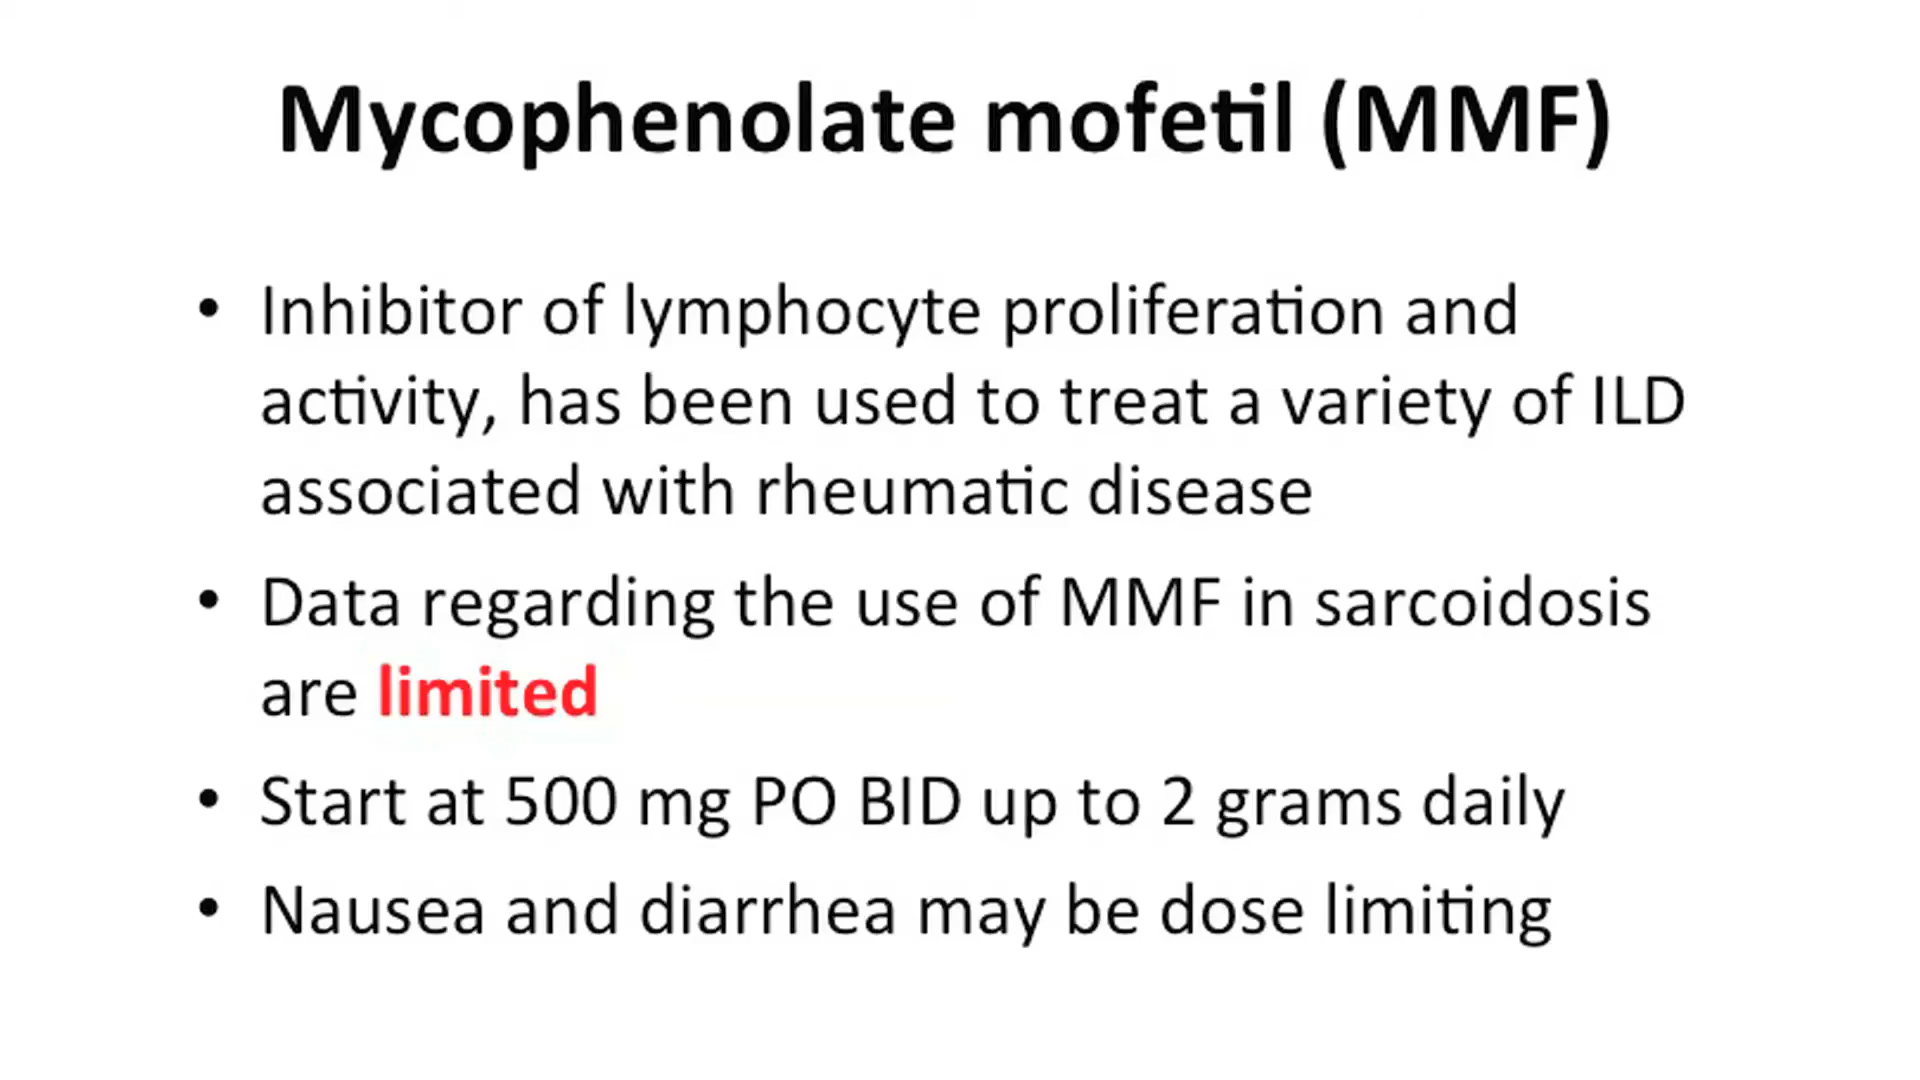 Mycophenolate mofetil (MMF)
• Inhibitor of lymphocyte proliferation and
activity, has been used to treat a variety of ILD
associated with rheumatic disease
• Data regarding the use of MMF in sarcoidosis
are limited
• Start at 500 mg PO BID up to 2 grams daily
• Nausea and diarrhea may be dose limiting